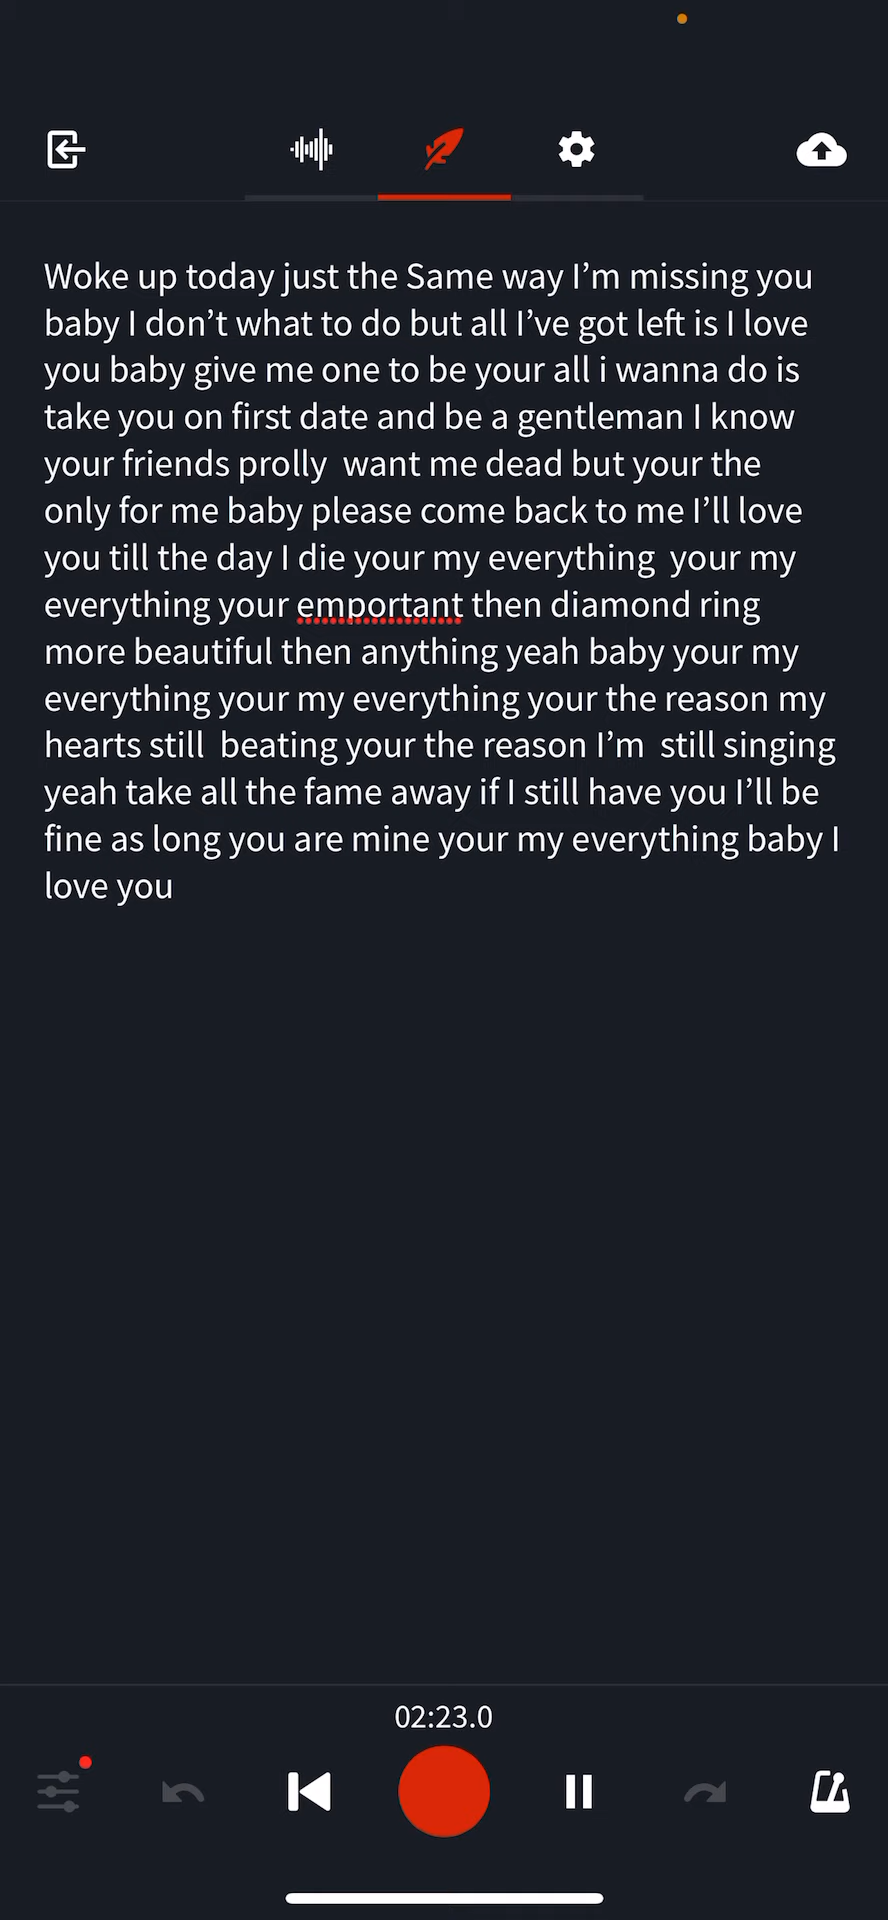 Woke up today just the Same way I’m missing you
baby I don’t what to do but all I’ve got left is I love
you baby give me one to be your all i wanna do is
take you on first date and be a gentleman I know
your friends prolly  want me dead but your the
only for me baby please come back to me I’ll love
you till the day I die your my everything  your my
everything your emportant then diamond ring
more beautiful then anything yeah baby your my
everything your my everything your the reason my
hearts still  beating your the reason I’m  still singing
yeah take all the fame away if I still have you I’ll be
fine as long you are mine your my everything baby I
love you
02:23.0